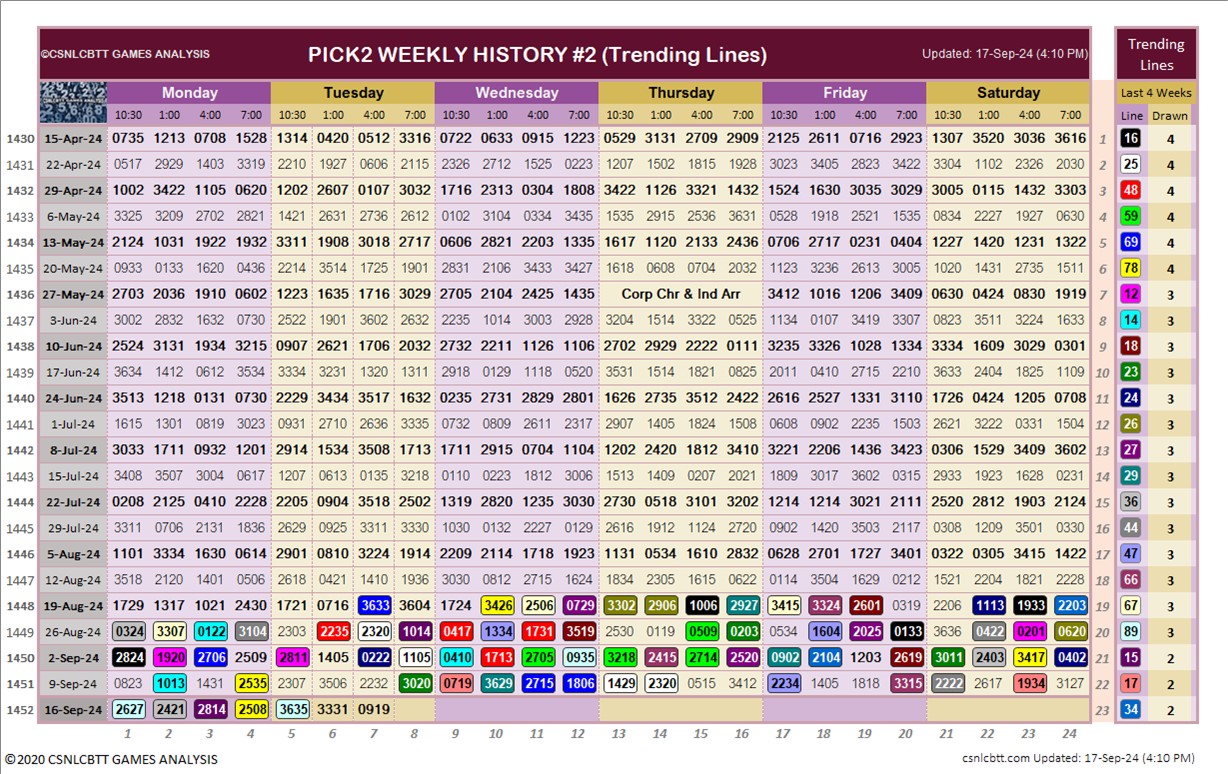 ©CSNLCBTT GAMES ANALYSIS PICK2 WEEKLY HISTORY #2 (Trending Lines) Updated: 17-Sep-24 (4:10 PM) Trending Lines
Monday Tuesday Wednesday Thursday Friday Saturday Last 4 Weeks
10:30 1:00 4:00 7:00 10:30 1:00 4:00 8:00 10:30 1:00 4:00 7:00 10:30 1:00 4:00 7:00 10:30 1:00 4:00 7:00 10:30 1:00 4:00 7:00 Line Drawn
1430 15-Apr-24 0735 1213 0708 1528 1314 0420 0512 3316 0722 0633 0915 1223 0529 3131 2709 2909 2125 2611 0716 2923 1307 3520 3036 3616 1 16 4
1431 22-Apr-24 0517 2929 1403 3319 2210 1927 0606 2115 2326 2712 1525 0223 1207 1502 1815 1928 3023 3405 2223 3422 3304 1102 2326 2030 2 25 4
1432 29-Apr-24 1002 3422 1105 0620 1202 2607 0107 3032 1716 2313 0304 1808 3422 1126 3321 1432 1524 1630 3035 3029 3005 0115 1432 3303 3 48 4
1433 6-May-24 3325 3209 2702 2821 1421 2631 2736 2612 0102 3104 0334 3435 1535 2915 2536 3631 0528 1918 2521 1535 0834 2227 1927 0630 4 59 4
1434 13-May-24 2124 1031 1922 1932 3311 1908 3018 2717 0606 2821 2203 1335 1617 1120 2133 2436 0706 2717 0231 0404 1227 1420 1231 1322 5 69 4
1435 20-May-24 0933 0133 1620 0436 2214 3514 1725 1901 2831 2106 3433 3427 1618 0608 0704 2032 1123 3236 2613 3005 1020 1431 2735 1511 6 78 4
1436 27-May-24 2703 2036 1910 0602 1223 1635 1716 3029 2705 2104 2425 1435 Corp Chr & Ind Arr 3412 1016 1206 3409 0630 0424 0830 1919 7 12 3
1437 3-Jun-24 3002 2832 1632 0730 2522 1901 3602 2632 2235 1014 3003 2928 3204 1514 3322 0525 1134 0107 3419 3307 0823 3511 3224 1633 8 14 3
1438 10-Jun-24 2524 3131 1934 3215 0907 2621 1706 2032 2732 2211 1126 1106 2702 2929 2222 0111 3235 3326 1028 1334 3334 1609 3029 0301 9 18 3
1439 17-Jun-24 3634 1412 0612 3534 3334 3231 1320 1311 2918 0129 1118 0520 3531 1514 1821 0825 2011 0410 2715 2210 3633 2404 1825 1109 10 23 3
1440 24-Jun-24 3513 1218 0131 0730 2229 3434 3517 1632 0235 2731 2829 2801 1626 2735 3512 2422 2616 2527 1331 3110 1726 0424 1205 0708 11 24 3
1441 1-Jul-24 1615 1301 0819 3023 0931 2710 2636 3335 0732 0809 2611 2317 2907 1405 1824 1508 0608 0902 2235 1503 2621 3222 0331 1504 12 26 3
1442 8-Jul-24 3033 1711 0932 1201 2914 1534 3508 1713 1711 2915 0704 1104 1202 2420 1812 3410 3221 2206 1436 3423 0306 1529 3409 3602 13 27 3
1443 15-Jul-24 3408 3507 3004 0617 1207 0613 0135 3213 0110 0223 1812 3006 1513 1409 0207 2021 1809 3017 3602 0315 2933 1923 1628 0231 14 29 3
1444 22-Jul-24 0208 2125 0410 2228 2205 0904 3518 2502 1319 2820 1235 3030 2730 0518 3101 3202 1214 1214 3021 2111 2520 2812 1903 2124 15 36 3
1445 29-Jul-24 3311 0706 2131 1836 2629 0925 3311 3330 1030 0132 2227 0129 2616 1912 1124 2720 0902 1420 3503 2117 0308 1209 3501 0330 16 44 3
1446 5-Aug-24 1101 3334 1630 0614 2901 0810 3224 1914 2209 2114 1718 1923 1131 0534 1610 2832 0628 2701 1727 3401 0322 0305 3415 1422 17 47 3
1447 12-Aug-24 3518 2120 1401 0506 2618 0421 1410 1936 3030 0812 2715 1624 1834 2305 1615 0622 0114 3504 1629 0212 1521 2204 1821 2228 18 66 3
1448 19-Aug-24 1729 1317 1021 2430 1721 0716 3633 3604 1724 3426 2506 0729 3302 2906 1006 2927 3415 3324 2601 0319 2206 1113 1933 2203 19 67 3
1449 26-Aug-24 0324 3307 0122 3104 2303 2235 2320 1014 0417 1334 1731 3519 2530 0119 0509 0203 0534 1604 2025 0133 3636 0422 0201 0620 20 89 3
1450 2-Sep-24 2824 1920 2706 2509 2811 1405 0222 1105 0410 1713 2705 0935 3218 2415 2714 2520 0902 2104 1203 2619 3011 2403 3417 0402 21 15 2
1451 9-Sep-24 0823 1013 1431 2535 2307 3506 2232 3020 0719 3629 2715 1806 1429 2320 0515 3412 2234 1405 1818 3315 2222 2617 1934 3127 22 17 2
1452 16-Sep-24 2627 2421 2814 2508 3635 3331 0919 23 34 2
1 2 3 4 5 6 7 8 9 10 11 12 13 14 15 16 17 18 19 20 21 22 23 24
©2020 CSNLCBTT GAMES ANALYSIS csnlcbtt.com Updated: 17-Sep-24 (4:10 PM)